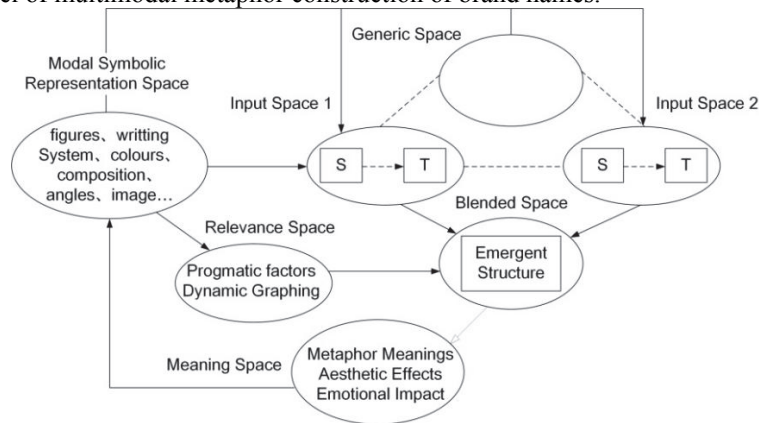 el of multimodal metaphor construction of brand names.
Generic Space
Modal Symbolic
Representation Space
Input Space 1
Input Space 2
figures、writting
System、colours、
composition、
angles、image...
S
T
S
T
Blended Space
Relevance Space
Emergent
Structure
Progmatic factors
Dynamic Graphing
Meaning Space
Metaphor Meanings
Aesthetic Effects
Emotional Impact